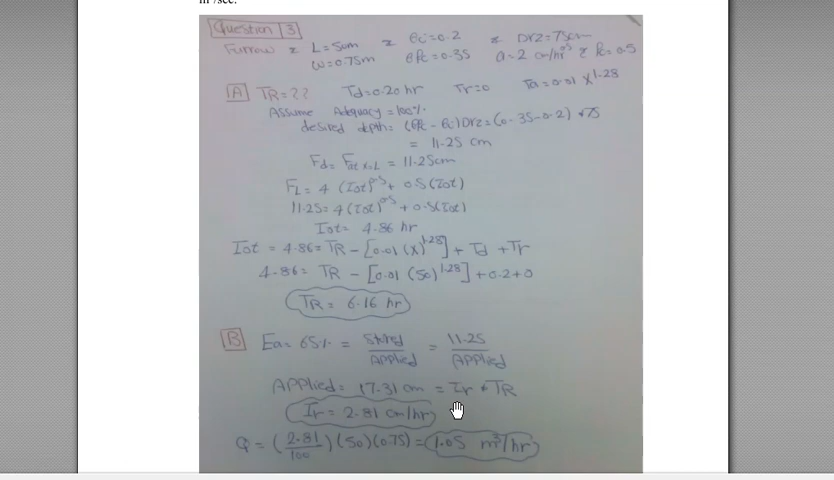 m³/sec.
Question 3
Furrow z L=50m z θi=0.2 z Drz=75cm
W=0.75m θfc=0.35 a=2 cm/hr^0.5 z fc=0.5
A TR=?? Td=0.20 hr Tr=0 Ta=0.01 X^1.28
Assume Adequacy=100%
desired depth=(θfc-θi)Drz=(0.35-0.2)*75
= 11.25 cm
Fd=Fat x=L = 11.25cm
FL=4(Iot)^0.5+0.5(Iot)
11.25=4(Iot)^0.5+0.5(Iot)
Iot= 4.86 hr
Iot = 4.86= TR - [0.01 (X)^1.28] + Td +Tr
4.86= TR - [0.01 (50)^1.28] +0.2+0
TR= 6.16 hr
B Ea=65% = Stored/Applied = 11.25/Applied
Applied= 17.31 cm = Ir * TR
Ir= 2.81 cm/hr
Q = (2.81/100)(50)(0.75)=1.05 m³/hr